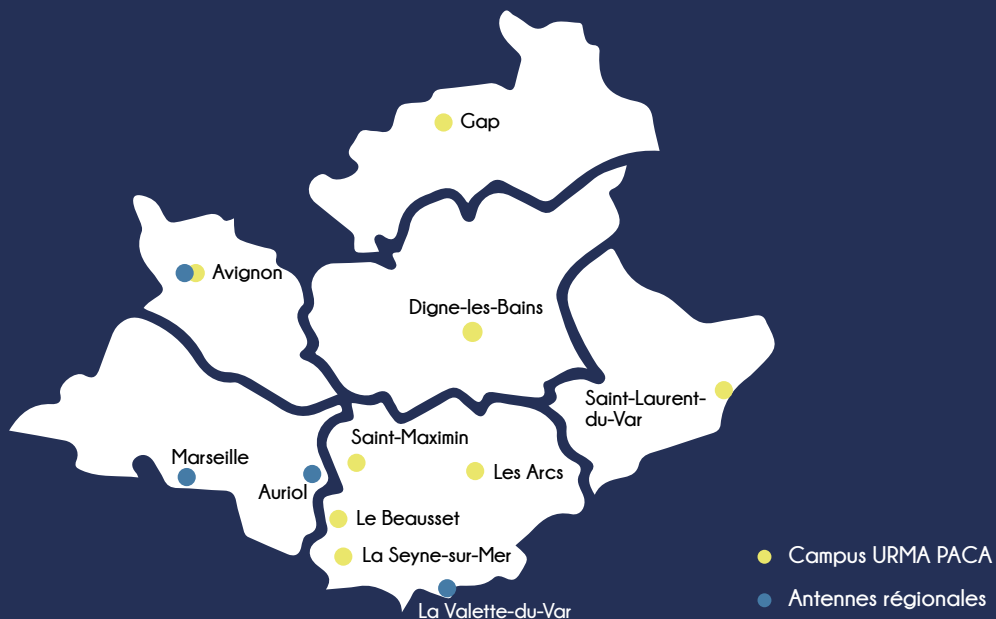 Gap
Avignon
Digne-les-Bains
Saint-Laurent-
du-Var
Saint-Maximin
Marseille
Les Arcs
Auriol
Le Beausset
La Seyne-sur-Mer
Campus URMA PACA
Antennes régionales
La Valette-du-Var